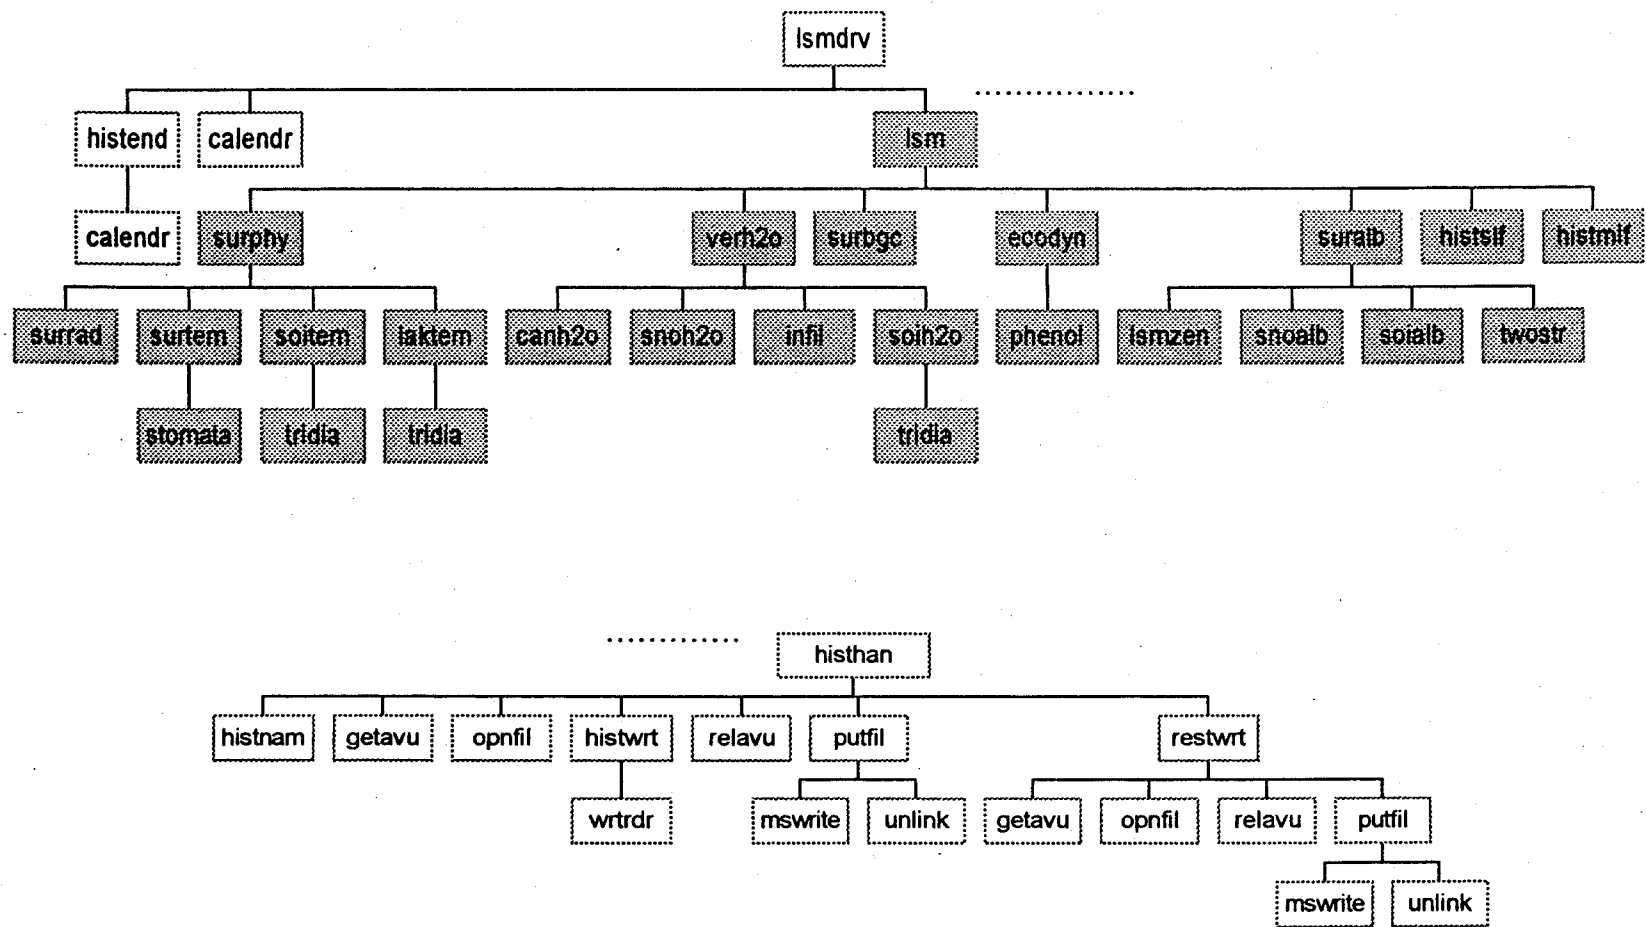 lsmdrv
histend calendr lsm
calendr surphy verh2o surbgc ecodyn suralb histslf histmlf
surrad surtem soitem laktem canh2o snoh2o infil soih2o phenol lsmzen snoalb soialb twostr
stomata tridia tridia tridia
histhan
histnam getavu opnfil histwrt relavu putfil restwrt
wrtrdr mswrite unlink getavu opnfil relavu putfil
mswrite unlink